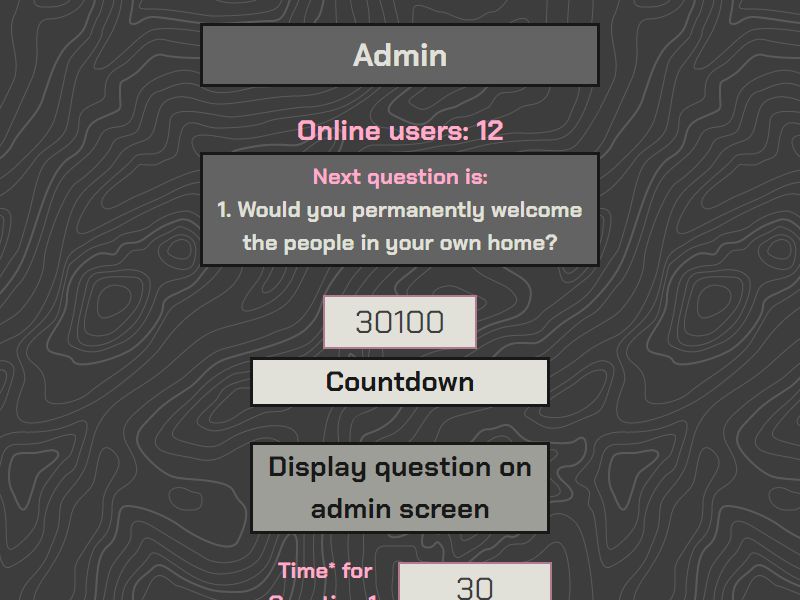 Admin
Online users: 12
Next question is:
1. Would you permanently welcome
the people in your own home?
30100
Countdown
Display question on
admin screen
Time* for
30